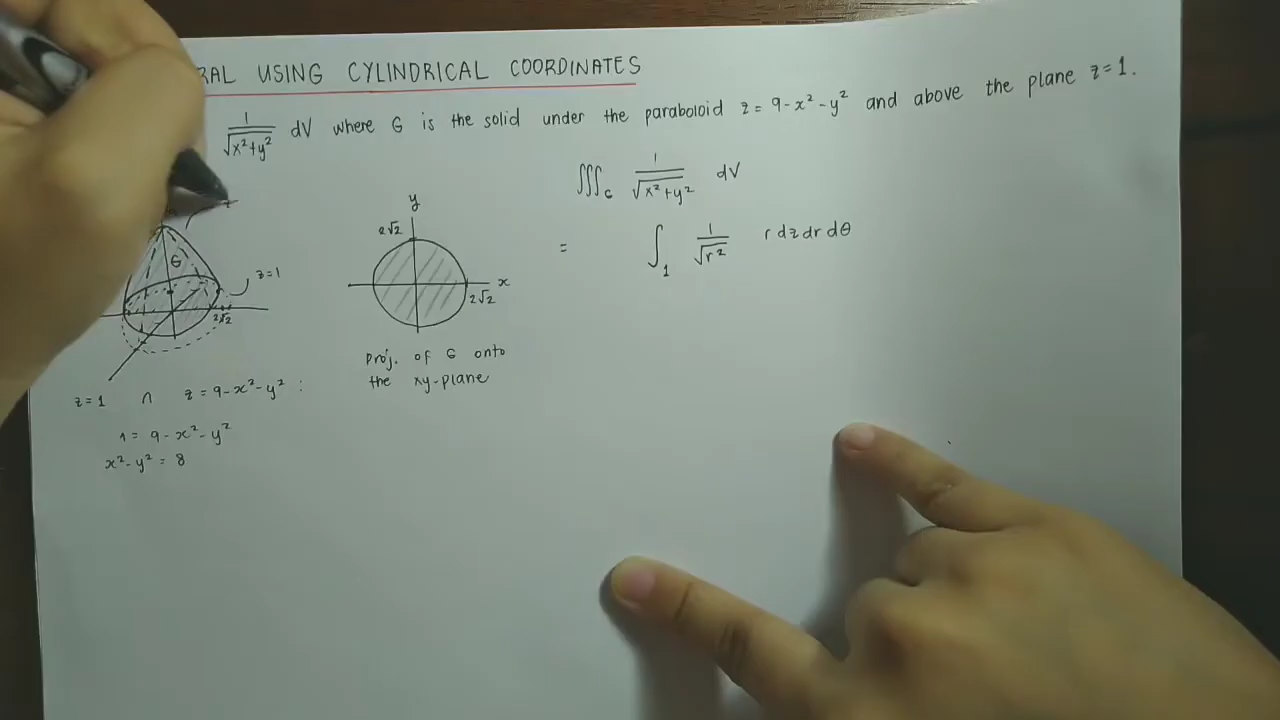 RAL USING CYLINDRICAL COORDINATES
1/√(x²+y²) dV where G is the solid under the paraboloid z = 9-x²-y² and above the plane z=1.
∭_G 1/√(x²+y²) dV
= ∫_1 1/√(r²) r dz dr dθ
G
z=1
2√2
y
2√2
x
2√2
Proj. of G onto
the xy-plane
z=1 ∩ z=9-x²-y² :
1 = 9-x²-y²
x²-y² = 8